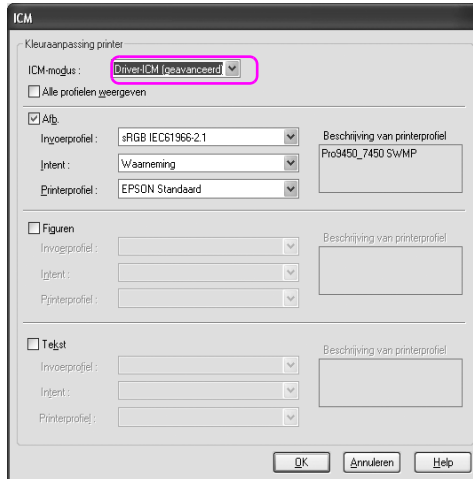 ICM
Kleuraanpassing printer
ICM-modus : Driver-ICM (geavanceerd)
Alle profielen weergeven
Afb.
Invoerprofiel : sRGB IEC61966-2.1
Beschrijving van printerprofiel
Intent : Waarneming
Pro9450_7450 SWMP
Printerprofiel : EPSON Standaard
Figuren
Invoerprofiel :
Beschrijving van printerprofiel
Intent :
Printerprofiel :
Tekst
Invoerprofiel :
Beschrijving van printerprofiel
Intent :
Printerprofiel :
OK Annuleren Help